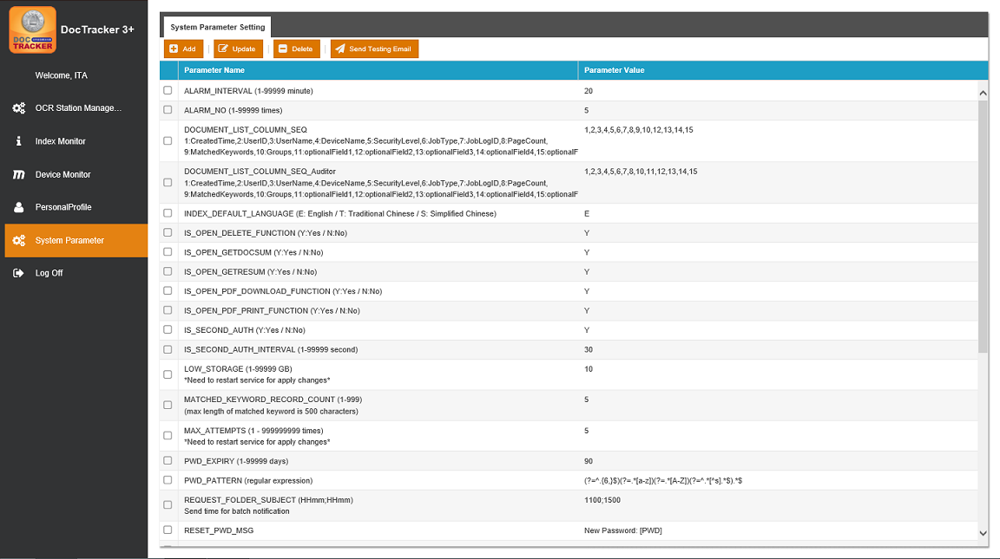 DOC
TRACKER
DocTracker 3+
Welcome, ITA
OCR Station Manage...
Index Monitor
Device Monitor
PersonalProfile
System Parameter
Log Off
System Parameter Setting
Add
Update
Delete
Send Testing Email
Parameter Name Parameter Value
ALARM_INTERVAL (1-99999 minute) 20
ALARM_NO (1-99999 times) 5
DOCUMENT_LIST_COLUMN_SEQ 1,2,3,4,5,6,7,8,9,10,12,13,14,15
1:CreatedTime,2:UserID,3:UserName,4:DeviceName,5:SecurityLevel,6:JobType,7:JobLogID,8:PageCount,
9:MatchedKeywords,10:Groups,11:optionalField1,12:optionalField2,13:optionalField3,14:optionalField4,15:optionalF
DOCUMENT_LIST_COLUMN_SEQ_Auditor 1,2,3,4,5,6,7,8,10,11,12,13,14,15
1:CreatedTime,2:UserID,3:UserName,4:DeviceName,5:SecurityLevel,6:JobType,7:JobLogID,8:PageCount,
9:MatchedKeywords,10:Groups,11:optionalField1,12:optionalField2,13:optionalField3,14:optionalField4,15:optionalF
INDEX_DEFAULT_LANGUAGE (E: English / T: Traditional Chinese / S: Simplified Chinese) E
IS_OPEN_DELETE_FUNCTION (Y:Yes / N:No) Y
IS_OPEN_GETDOCSUM (Y:Yes / N:No) Y
IS_OPEN_GETRESUM (Y:Yes / N:No) Y
IS_OPEN_PDF_DOWNLOAD_FUNCTION (Y:Yes / N:No) Y
IS_OPEN_PDF_PRINT_FUNCTION (Y:Yes / N:No) Y
IS_SECOND_AUTH (Y:Yes / N:No) Y
IS_SECOND_AUTH_INTERVAL (1-99999 second) 30
LOW_STORAGE (1-99999 GB) 10
*Need to restart service for apply changes*
MATCHED_KEYWORD_RECORD_COUNT (1-999) 5
(max length of matched keyword is 500 characters)
MAX_ATTEMPTS (1 - 999999999 times) 5
*Need to restart service for apply changes*
PWD_EXPIRY (1-99999 days) 90
PWD_PATTERN (regular expression) (?=^.{6,}$)(?=.*[a-z])(?=.*[A-Z])(?=^.*[^s].*$).*$
REQUEST_FOLDER_SUBJECT (HHmm;HHmm) 1100;1500
Send time for batch notification
RESET_PWD_MSG New Password: [PWD]